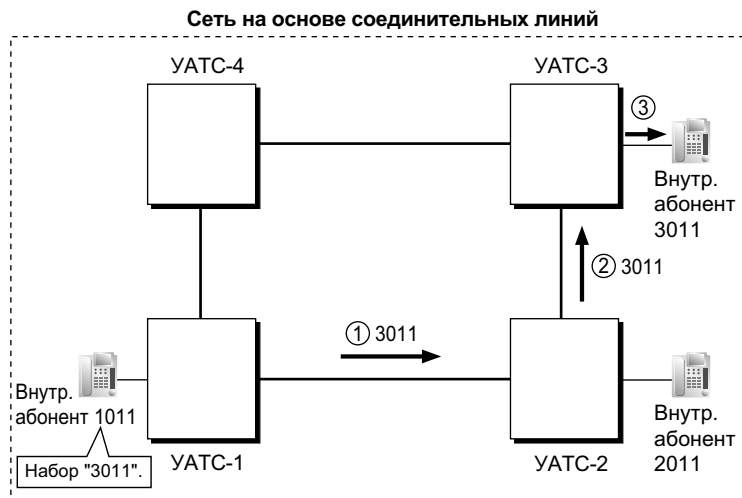 Сеть на основе соединительных линий
УАТС-4
УАТС-3
③
Внутр.
абонент
3011
② 3011
① 3011
Внутр.
абонент 1011
Набор "3011".
УАТС-1
УАТС-2
Внутр.
абонент
2011